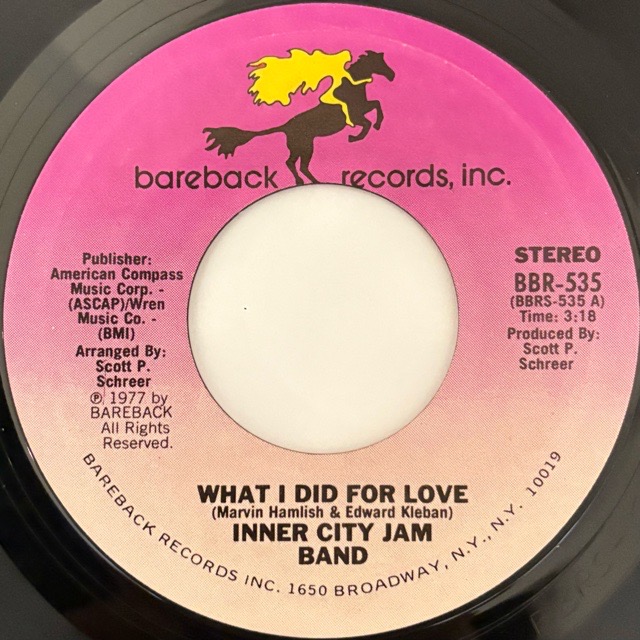 bareback records, inc.
Publisher:
American Compass
Music Corp. -
(ASCAP)/Wren
Music Co. -
(BMI)
Arranged By:
Scott P.
Schreer
℗ 1977 by
BAREBACK
All Rights
Reserved.
STEREO
BBR-535
(BBRS-535 A)
Time: 3:18
Produced By:
Scott P.
Schreer
WHAT I DID FOR LOVE
(Marvin Hamlish & Edward Kleban)
INNER CITY JAM
BAND
BAREBACK RECORDS INC. 1650 BROADWAY, N.Y., N.Y. 10019